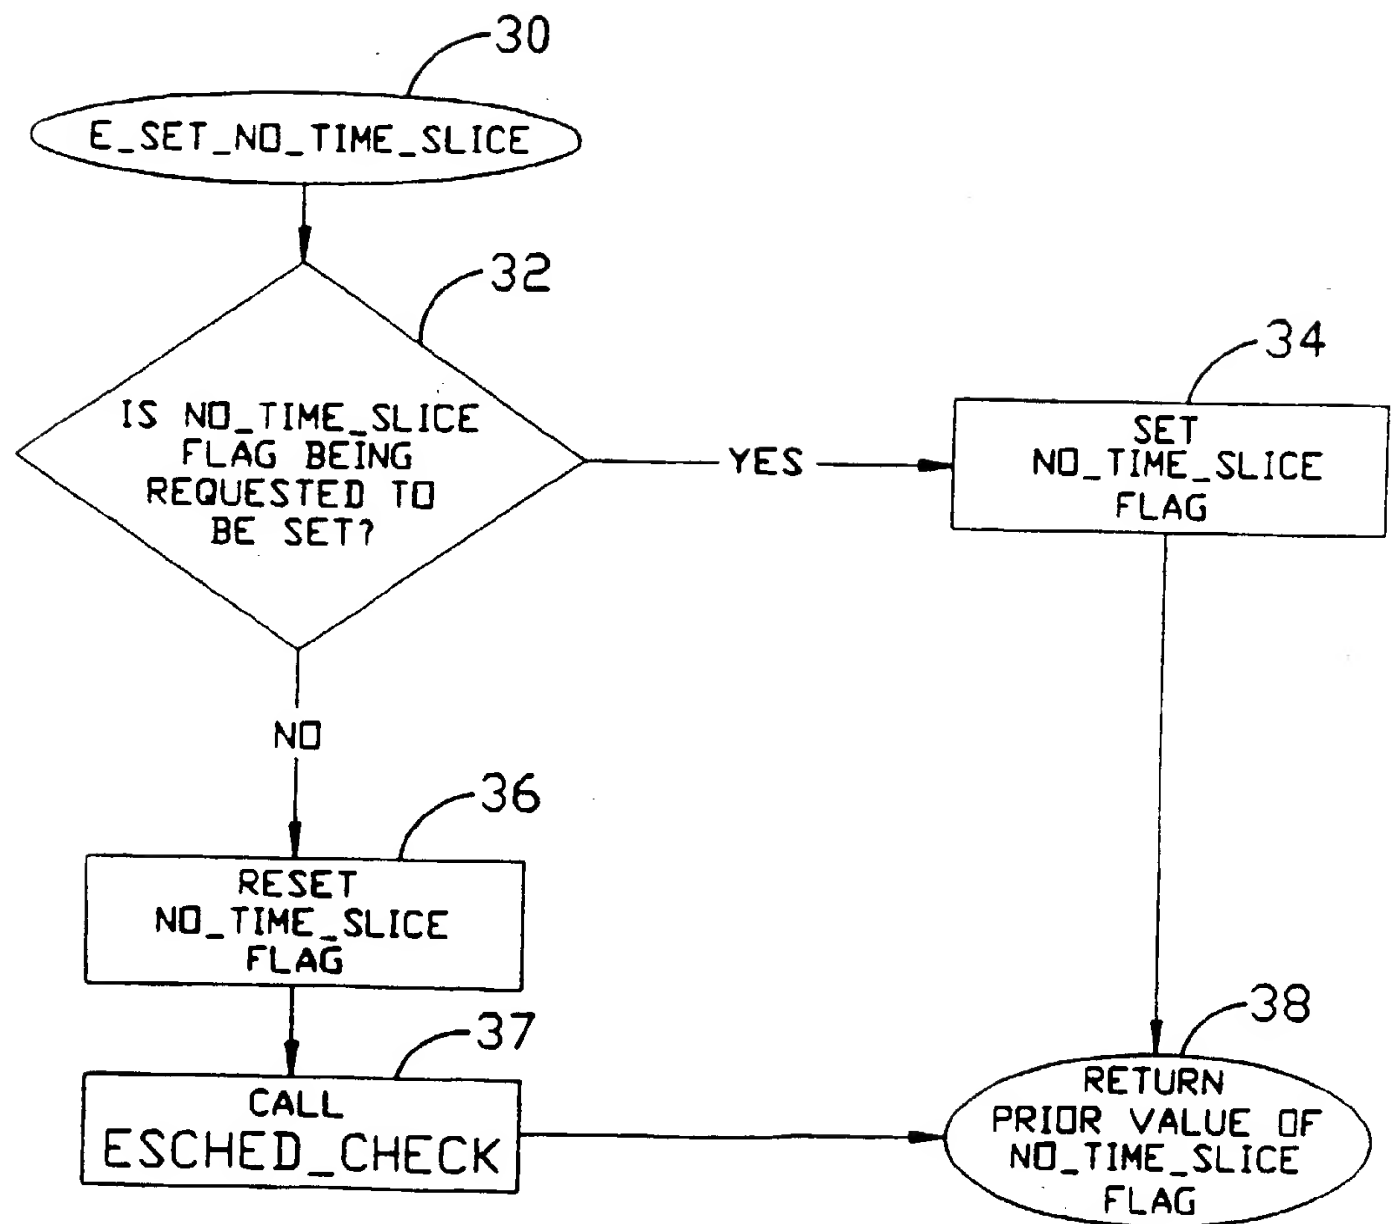 30
E_SET_NO_TIME_SLICE
32
IS NO_TIME_SLICE
FLAG BEING
REQUESTED TO
BE SET?
YES
34
SET
NO_TIME_SLICE
FLAG
NO
36
RESET
NO_TIME_SLICE
FLAG
37
CALL
ESCHED_CHECK
38
RETURN
PRIOR VALUE OF
NO_TIME_SLICE
FLAG